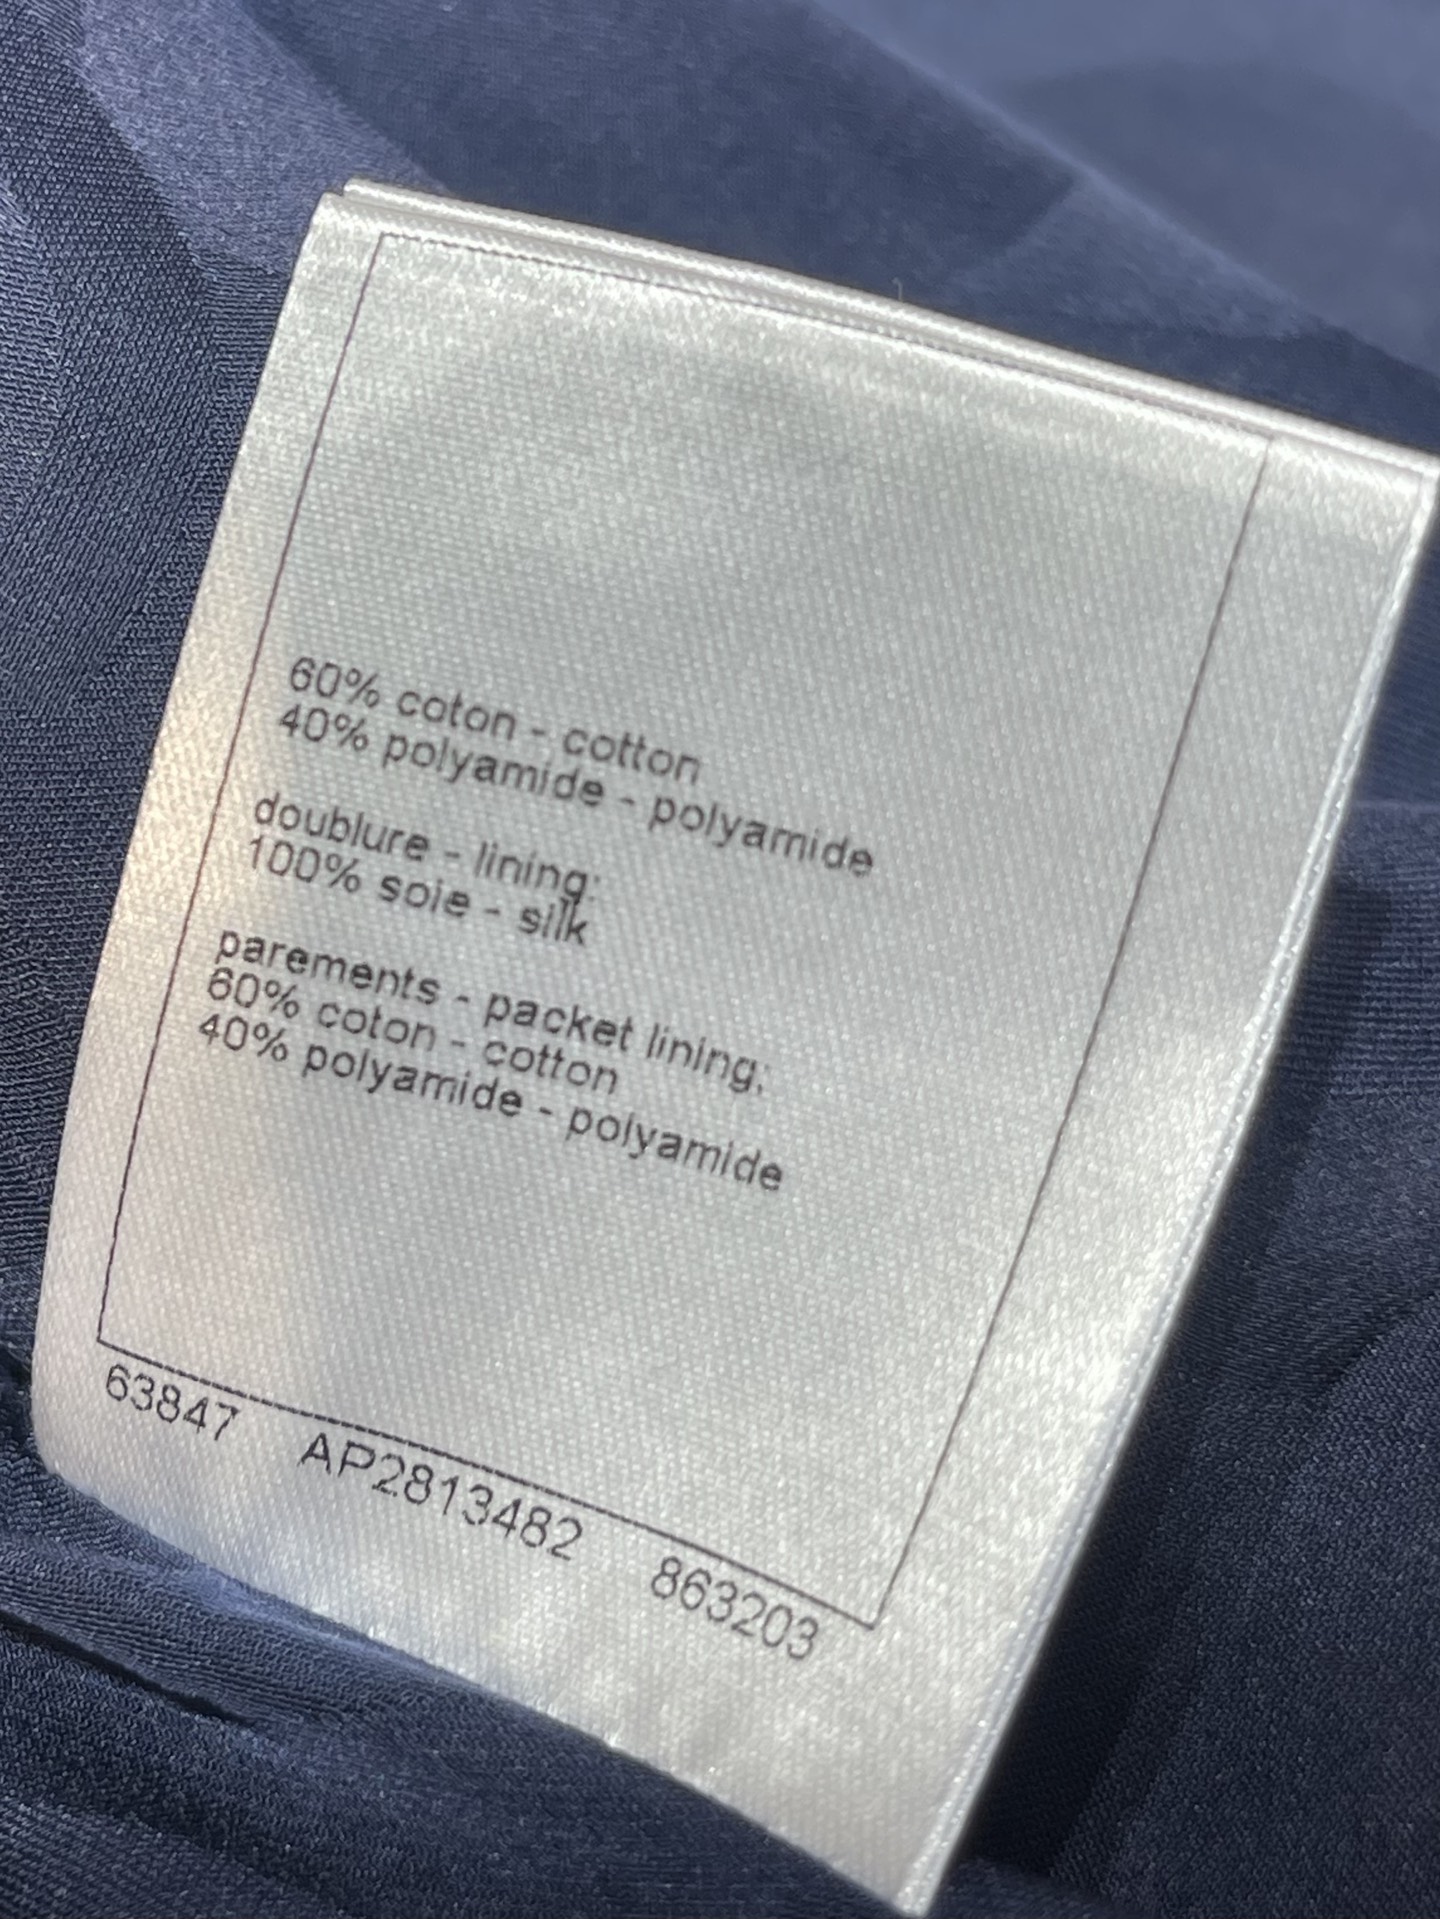 60% coton - cotton
40% polyamide - polyamide
doublure - lining:
100% soie - silk
parements - packet lining:
60% coton - cotton
40% polyamide - polyamide
63847 AP2813482 863203